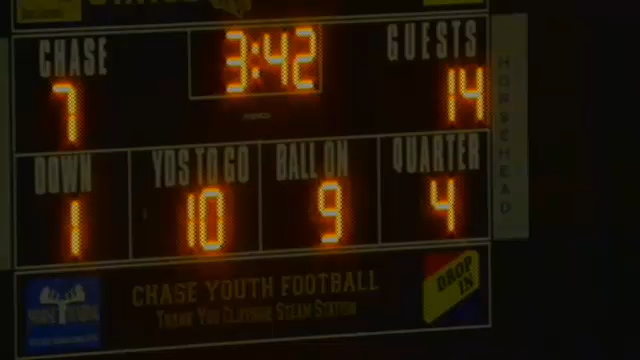 CHASE 3:42 GUESTS
7 14
DOWN YDS TO GO BALL ON QUARTER
1 10 9 4
HORSEHEAD
CHASE YOUTH FOOTBALL
DROP IN